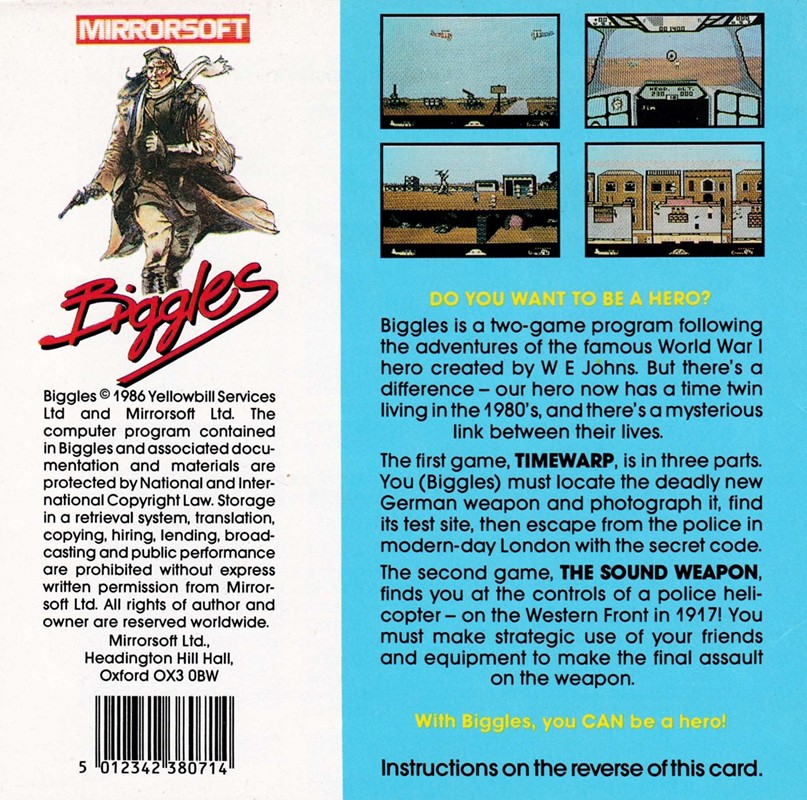 MIRRORSOFT
Biggles
Biggles © 1986 Yellowbill Services
Ltd and Mirrorsoft Ltd. The
computer program contained
in Biggles and associated docu-
mentation and materials are
protected by National and Inter-
national Copyright Law. Storage
in a retrieval system, translation,
copying, hiring, lending, broad-
casting and public performance
are prohibited without express
written permission from Mirror-
soft Ltd. All rights of author and
owner are reserved worldwide.
Mirrorsoft Ltd.,
Headington Hill Hall,
Oxford OX3 0BW
5 012342 380714
DO YOU WANT TO BE A HERO?
Biggles is a two-game program following
the adventures of the famous World War I
hero created by W E Johns. But there's a
difference – our hero now has a time twin
living in the 1980's, and there's a mysterious
link between their lives.
The first game, TIMEWARP, is in three parts.
You (Biggles) must locate the deadly new
German weapon and photograph it, find
its test site, then escape from the police in
modern-day London with the secret code.
The second game, THE SOUND WEAPON,
finds you at the controls of a police heli-
copter – on the Western Front in 1917! You
must make strategic use of your friends
and equipment to make the final assault
on the weapon.
With Biggles, you CAN be a hero!
Instructions on the reverse of this card.